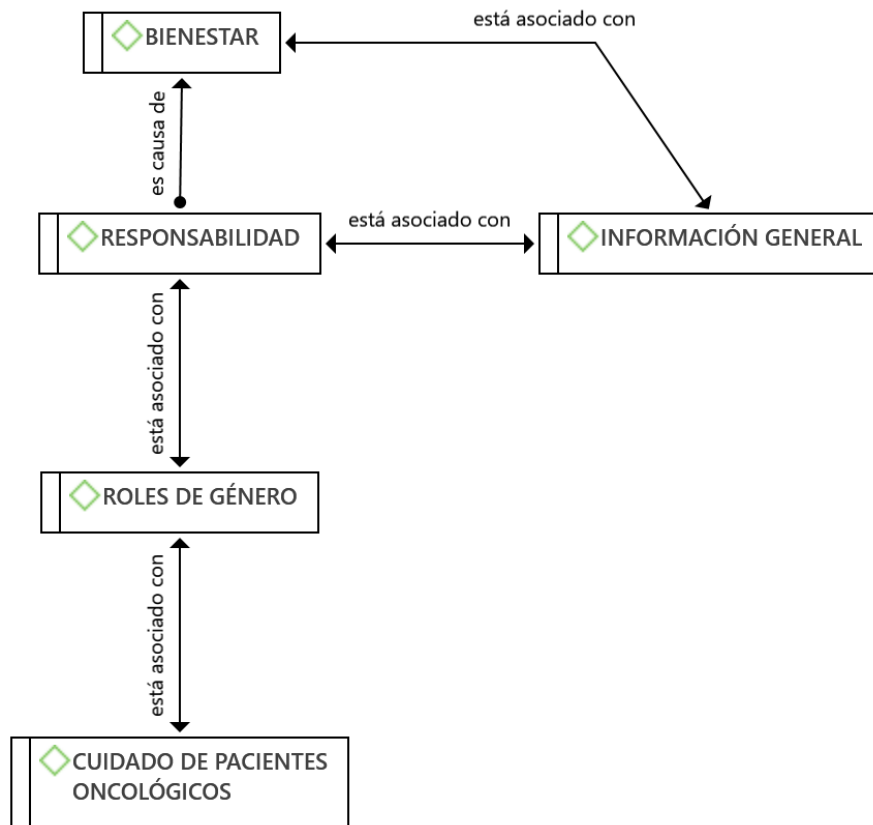 está asociado con
BIENESTAR
es causa de
RESPONSABILIDAD
está asociado con
INFORMACIÓN GENERAL
está asociado con
ROLES DE GÉNERO
está asociado con
CUIDADO DE PACIENTES
ONCOLÓGICOS